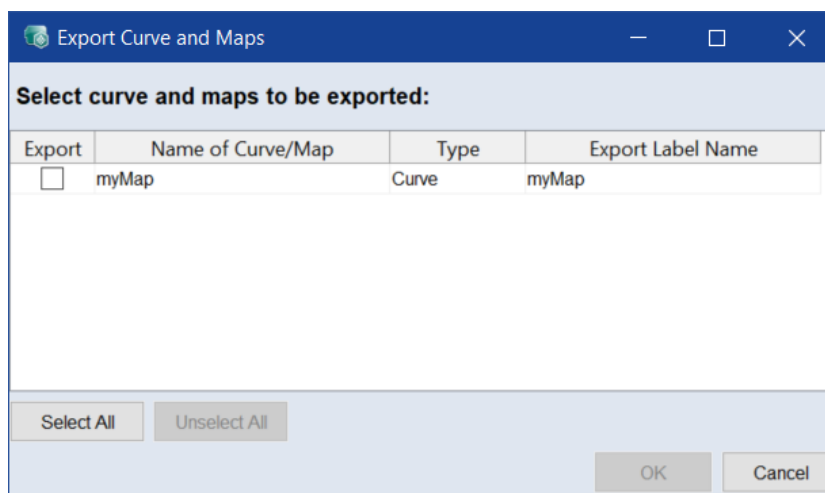 Export Curve and Maps
Select curve and maps to be exported:
Export Name of Curve/Map Type Export Label Name
myMap Curve myMap
Select All Unselect All
OK Cancel